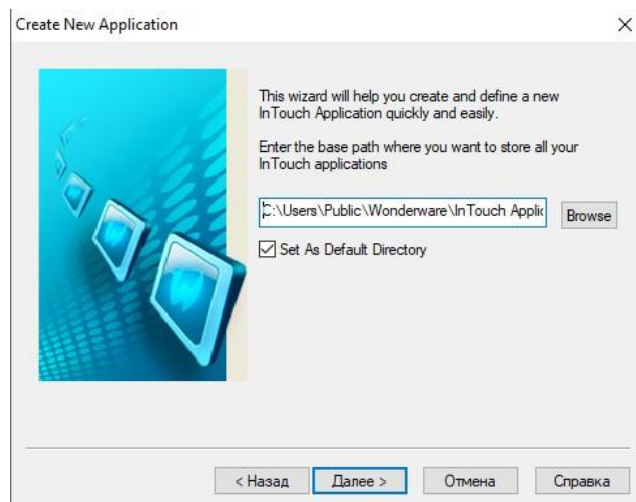 Create New Application
This wizard will help you create and define a new
InTouch Application quickly and easily.
Enter the base path where you want to store all your
InTouch applications
C:\Users\Public\Wonderware\InTouch Applic
Browse
Set As Default Directory
< Назад
Далее >
Отмена
Справка